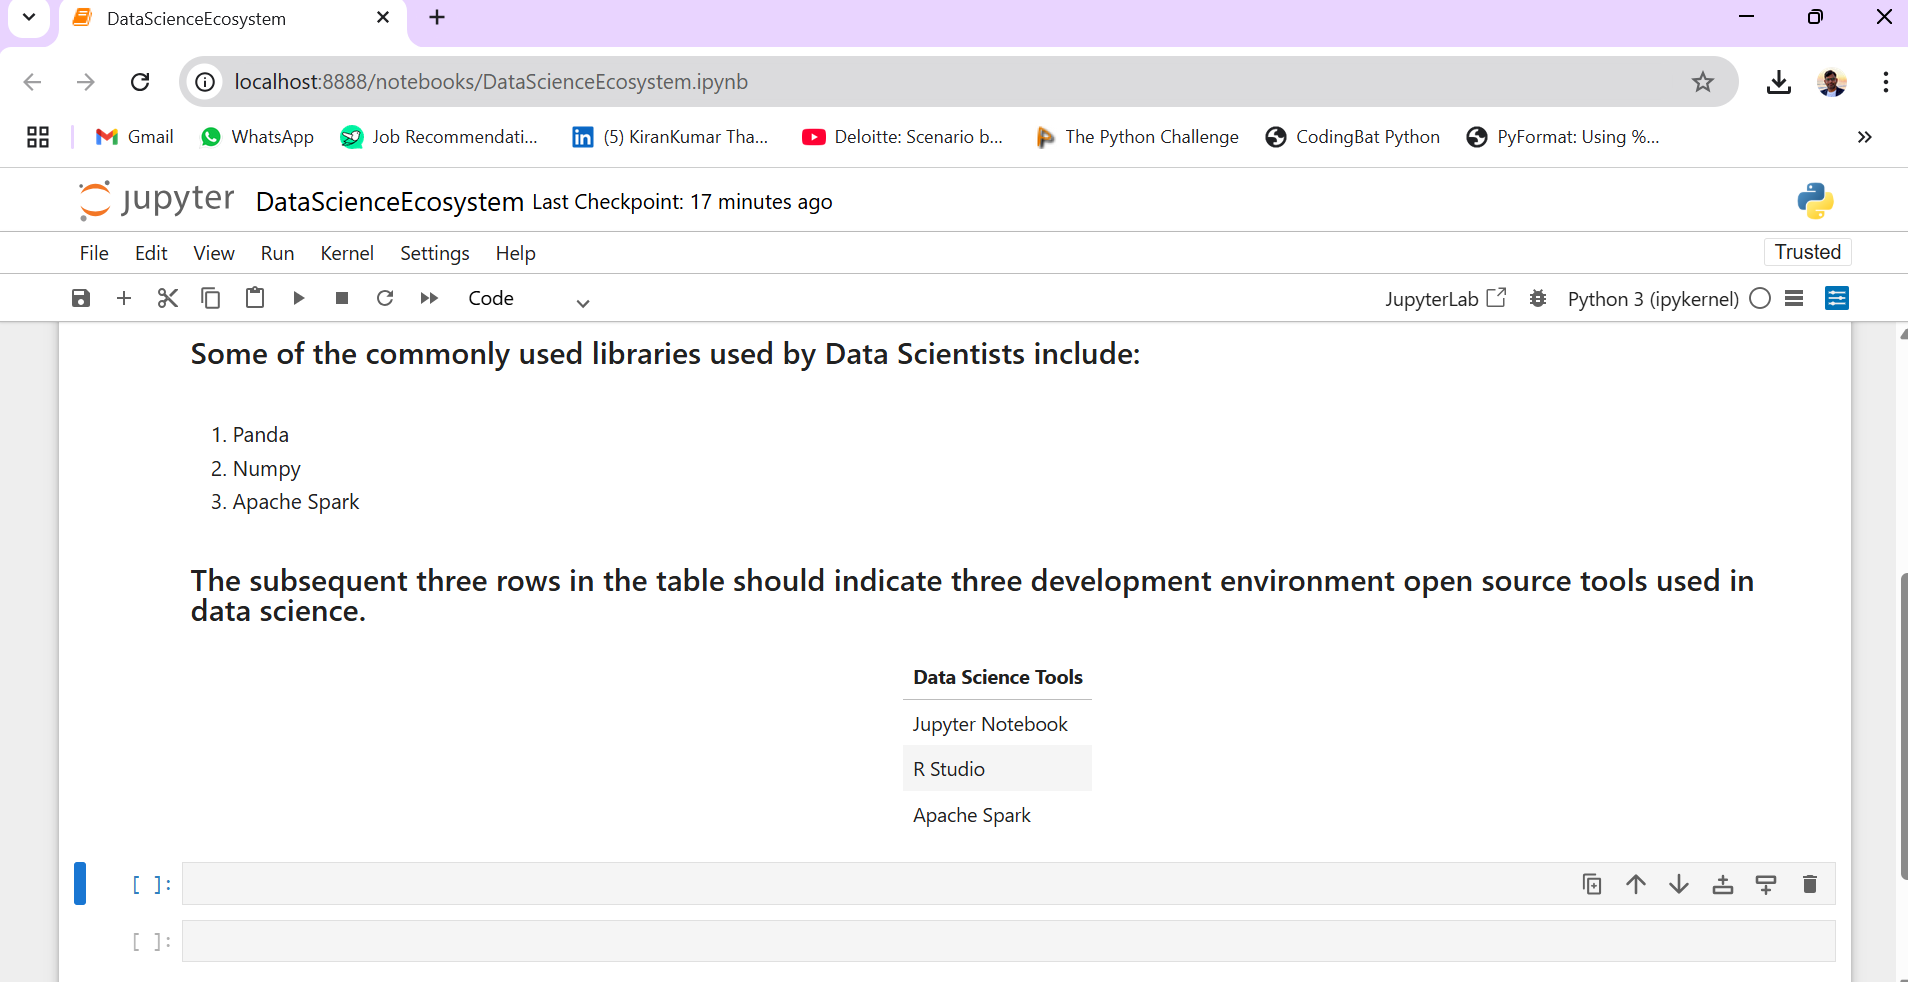 DataScienceEcosystem
localhost:8888/notebooks/DataScienceEcosystem.ipynb
Gmail WhatsApp Job Recommendati... (5) KiranKumar Tha... Deloitte: Scenario b... The Python Challenge CodingBat Python PyFormat: Using %...
jupyter DataScienceEcosystem Last Checkpoint: 17 minutes ago
File Edit View Run Kernel Settings Help Trusted
Code JupyterLab Python 3 (ipykernel)
Some of the commonly used libraries used by Data Scientists include:
1. Panda
2. Numpy
3. Apache Spark
The subsequent three rows in the table should indicate three development environment open source tools used in
data science.
Data Science Tools
Jupyter Notebook
R Studio
Apache Spark
[ ]:
[ ]: